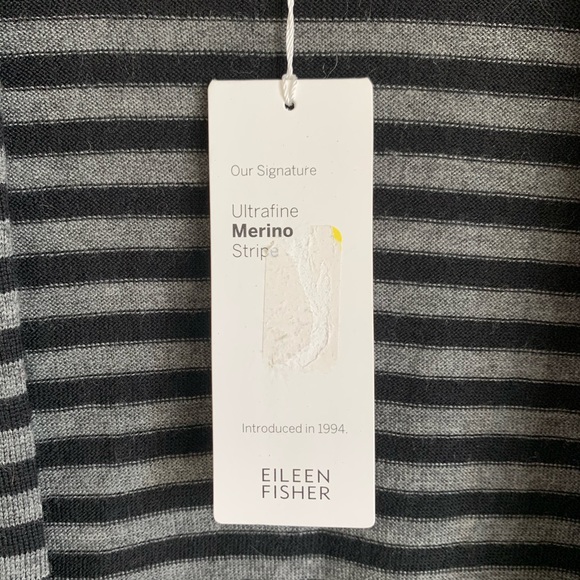 Our Signature
Ultrafine
Merino
Stripe
Introduced in 1994.
EILEEN
FISHER